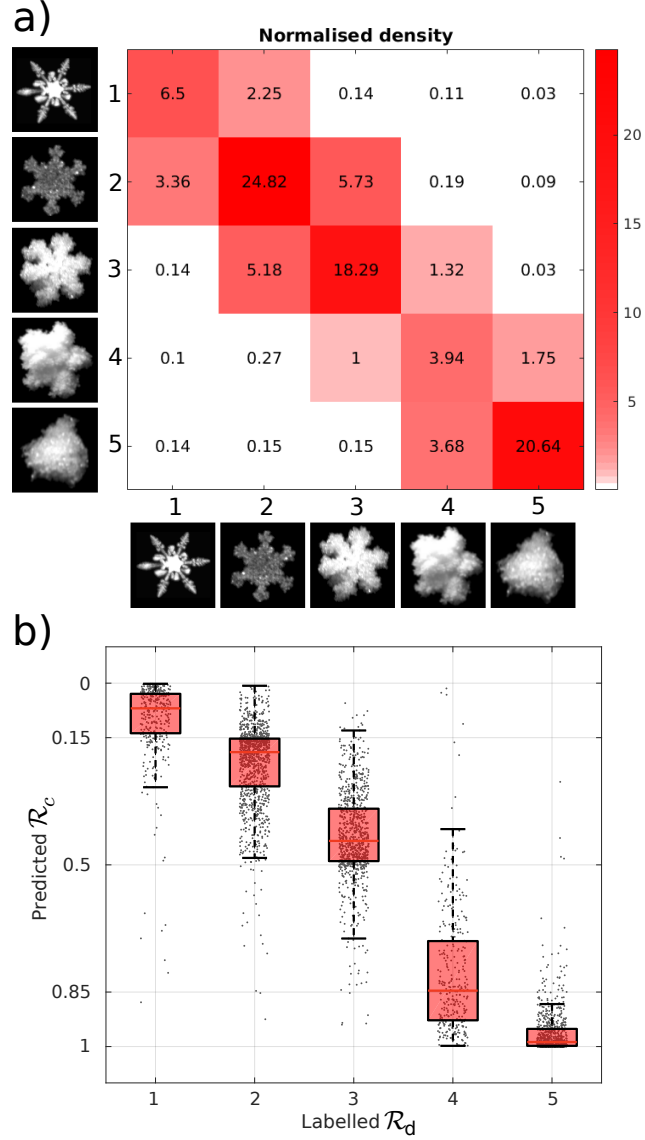 a)
Normalised density
1 6.5 2.25 0.14 0.11 0.03
2 3.36 24.82 5.73 0.19 0.09
3 0.14 5.18 18.29 1.32 0.03
4 0.1 0.27 1 3.94 1.75
5 0.14 0.15 0.15 3.68 20.64
1 2 3 4 5
20
15
10
5
b)
0
0.15
0.5
0.85
1
Predicted ℛc
1 2 3 4 5
Labelled ℛd